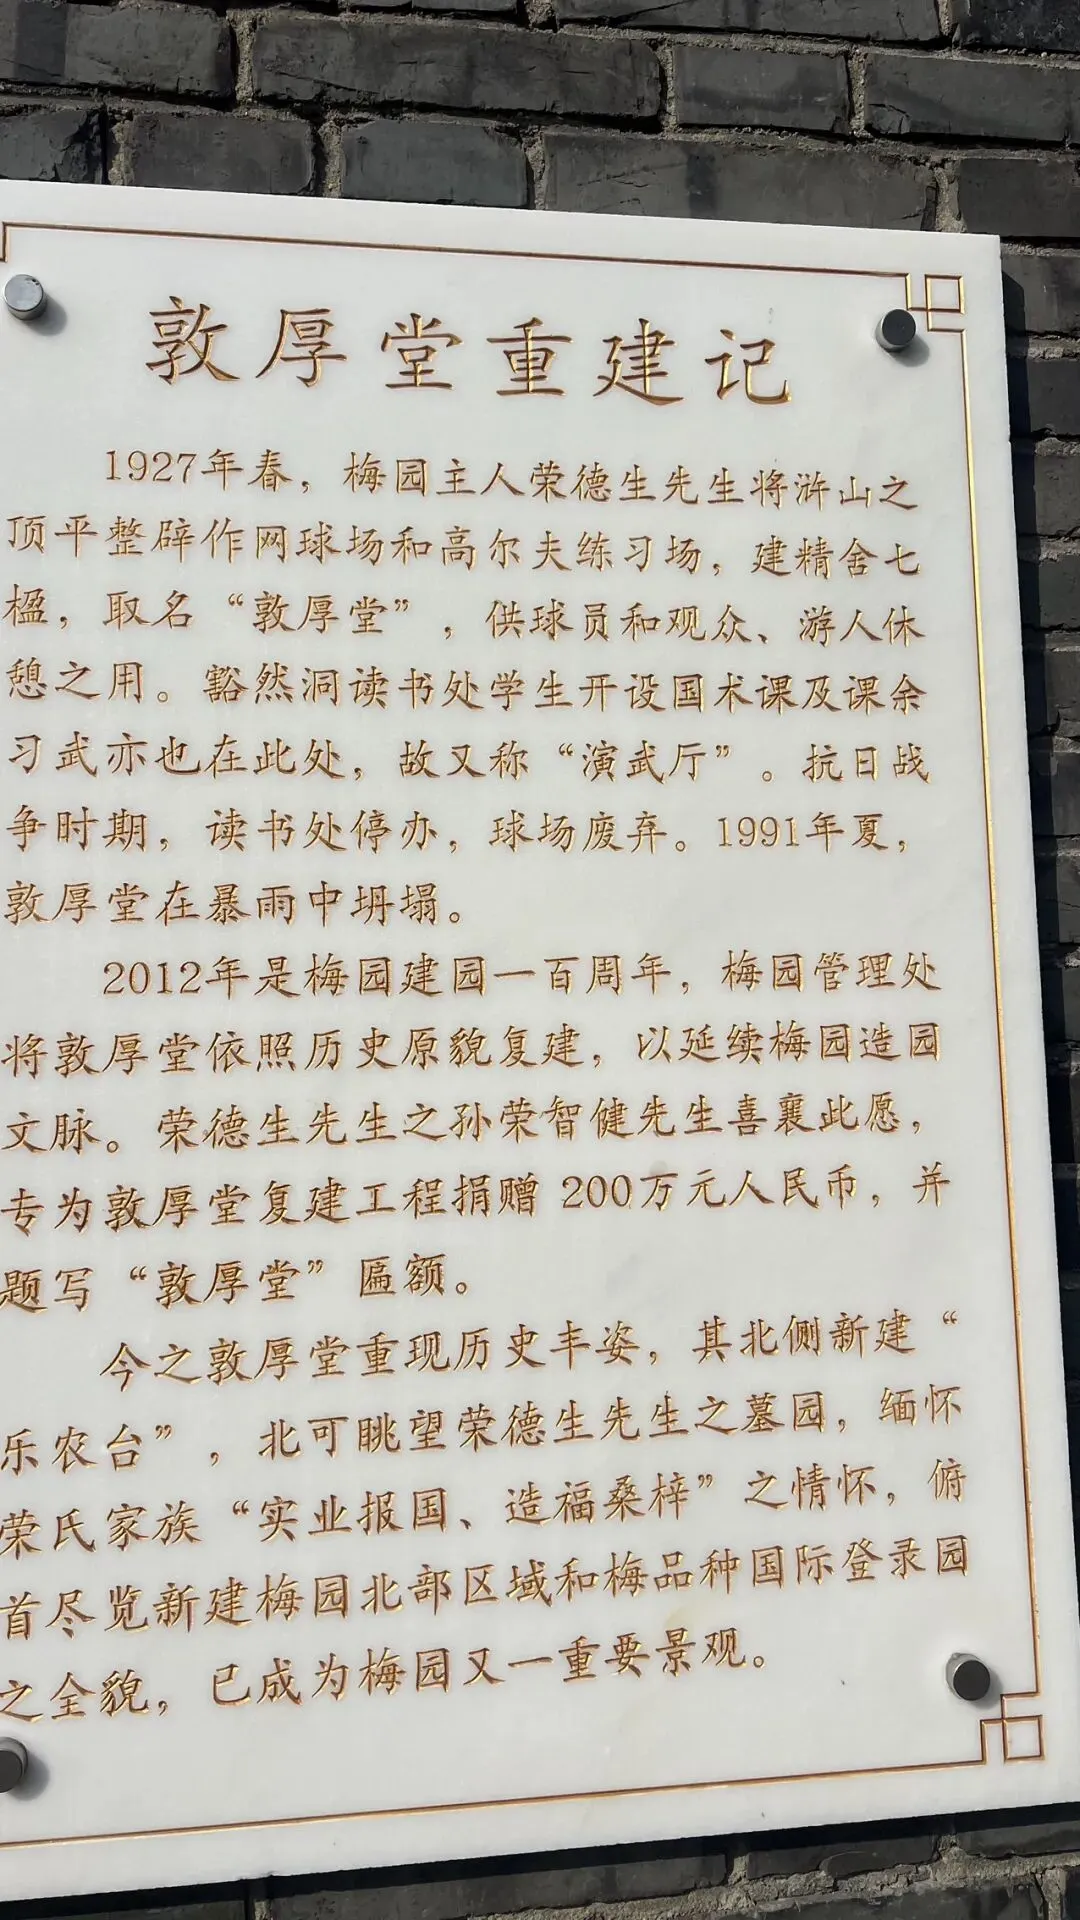 敦厚堂重建记
1927年春，梅园主人荣德生先生将浒山之
顶平整辟作网球场和高尔夫练习场，建精舍七
楹，取名“敦厚堂”，供球员和观众、游人休
憩之用。豁然洞读书处学生开设国术课及课余
习武亦也在此处，故又称“演武厅”。抗日战
争时期，读书处停办，球场废弃。1991年夏，
敦厚堂在暴雨中坍塌。
2012年是梅园建园一百周年，梅园管理处
将敦厚堂依照历史原貌复建，以延续梅园造园
文脉。荣德生先生之孙荣智健先生喜襄此愿，
专为敦厚堂复建工程捐赠 200万元人民币，并
题写“敦厚堂”匾额。
今之敦厚堂重现历史丰姿，其北侧新建“
乐农台”，北可眺望荣德生先生之墓园，缅怀
荣氏家族“实业报国、造福桑梓”之情怀，俯
首尽览新建梅园北部区域和梅品种国际登录园
之全貌，已成为梅园又一重要景观。